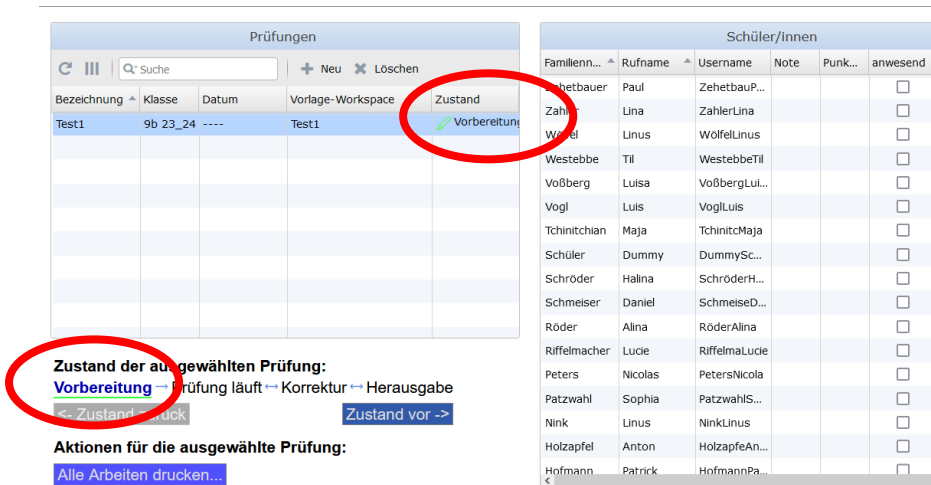 Prüfungen
Suche Neu Löschen
Bezeichnung Klasse Datum Vorlage-Workspace Zustand
Test1 9b 23_24 ---- Test1 Vorbereitung
Zustand der ausgewählten Prüfung:
Vorbereitung → Prüfung läuft ↔ Korrektur ↔ Herausgabe
<- Zustand zurück Zustand vor ->
Aktionen für die ausgewählte Prüfung:
Alle Arbeiten drucken...
Schüler/Innen
Familienn... Rufname Username Note Punk... anwesend
Zehetbauer Paul ZehetbauP...
Zahler Lina ZahlerLina
Wölfel Linus WölfelLinus
Westebbe Til WestebbeTil
Voßberg Luisa VoßbergLui...
Vogl Luis VoglLuis
Tchinitchian Maja TchinitcMaja
Schüler Dummy DummySc...
Schröder Halina SchröderH...
Schmeiser Daniel SchmeiseD...
Röder Alina RöderAlina
Riffelmacher Lucie RiffelmaLucie
Peters Nicolas PetersNicola
Patzwahl Sophia PatzwahlS...
Nink Linus NinkLinus
Holzapfel Anton HolzapfeAn...
Hofmann Patrick HofmannPa...